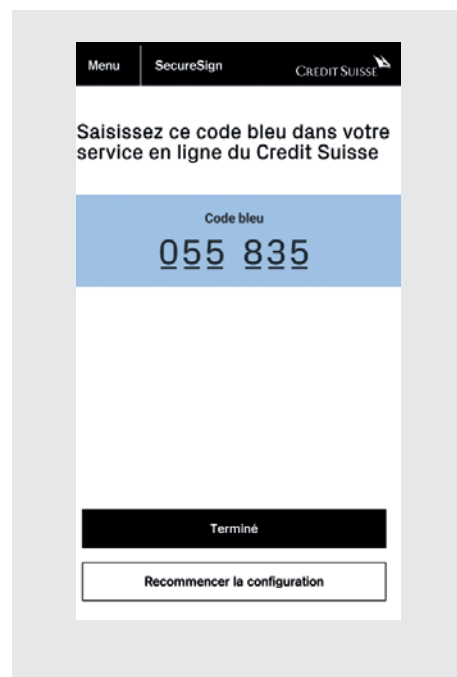 Menu SecureSign CREDIT SUISSE
Saisissez ce code bleu dans votre
service en ligne du Credit Suisse
Code bleu
055 835
Terminé
Recommencer la configuration